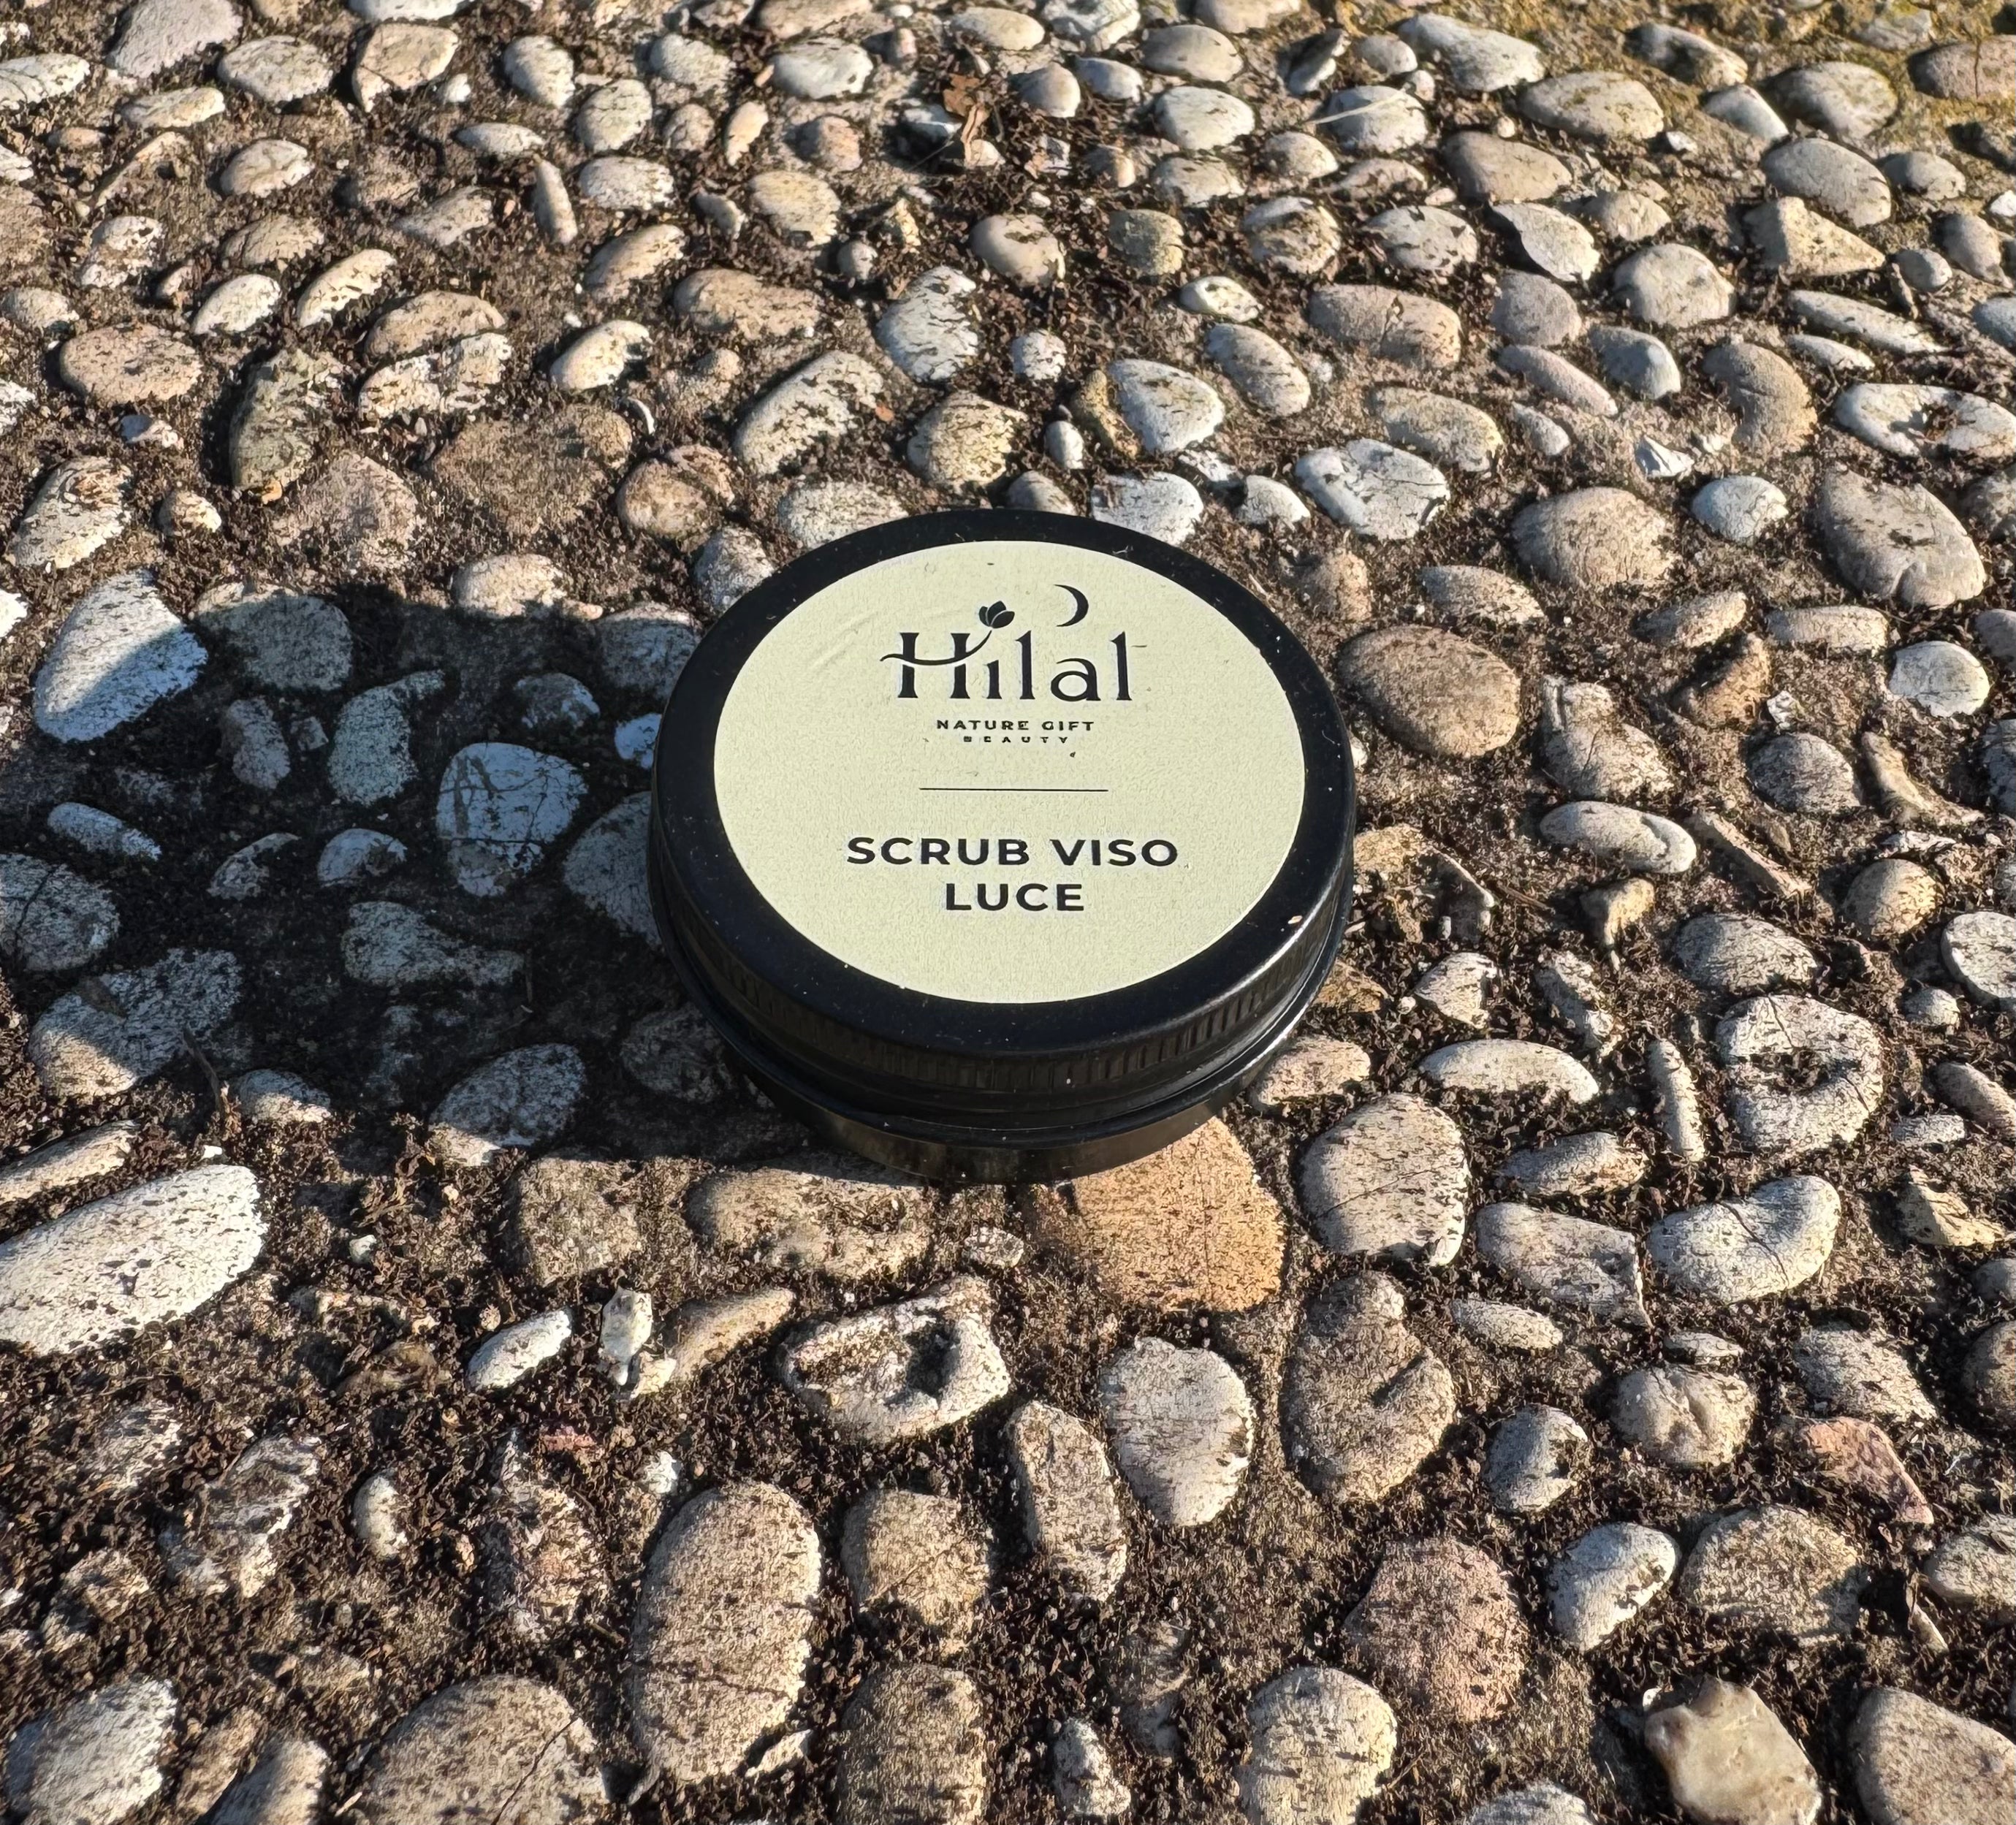 Hilal
NATURE GIFT
BEAUTY
SCRUB VISO
LUCE